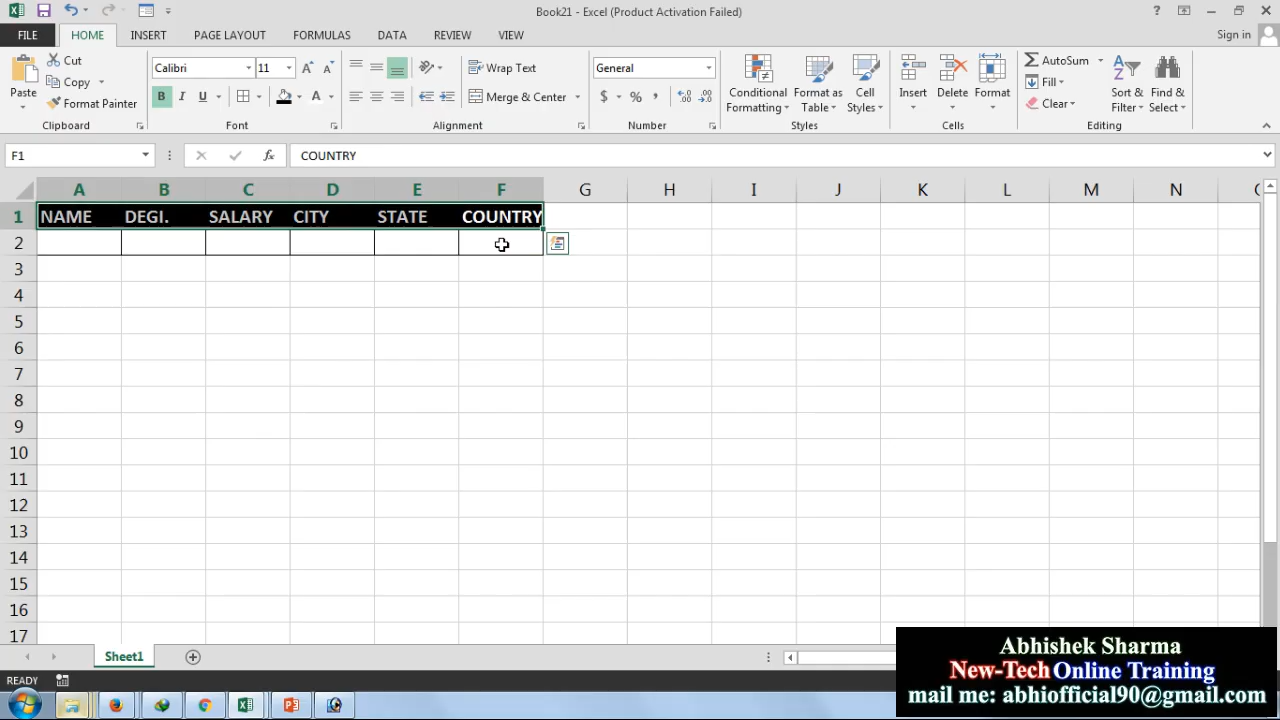 Book21 - Excel (Product Activation Failed)
FILE HOME INSERT PAGE LAYOUT FORMULAS DATA REVIEW VIEW Sign in
Paste
Cut
Copy
Format Painter
Clipboard
Calibri 11
B I U
Font
Wrap Text
Merge & Center
Alignment
General
$ % ,
Number
Conditional Formatting
Format as Table
Cell Styles
Styles
Insert Delete Format
Cells
AutoSum
Fill
Clear
Sort & Filter
Find & Select
Editing
F1 fx COUNTRY
A B C D E F G H I J K L M N
1 NAME DEGI. SALARY CITY STATE COUNTRY
2
3
4
5
6
7
8
9
10
11
12
13
14
15
16
17
Sheet1
READY
Abhishek Sharma
New-Tech Online Training
mail me: abhiofficial90@gmail.com